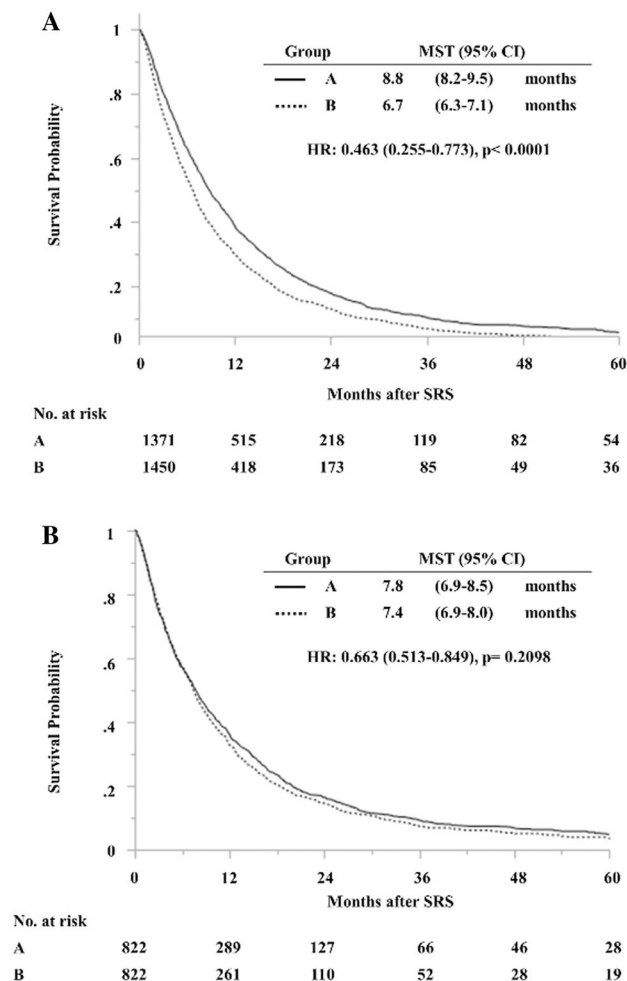 A
Group MST (95% CI)
A 8.8 (8.2-9.5) months
B 6.7 (6.3-7.1) months
HR: 0.463 (0.255-0.773), p< 0.0001
Survival Probability
1
.8
.6
.4
.2
0
0 12 24 36 48 60
Months after SRS
No. at risk
A 1371 515 218 119 82 54
B 1450 418 173 85 49 36
B
Group MST (95% CI)
A 7.8 (6.9-8.5) months
B 7.4 (6.9-8.0) months
HR: 0.663 (0.513-0.849), p= 0.2098
Survival Probability
1
.8
.6
.4
.2
0
0 12 24 36 48 60
Months after SRS
No. at risk
A 822 289 127 66 46 28
B 822 261 110 52 28 19